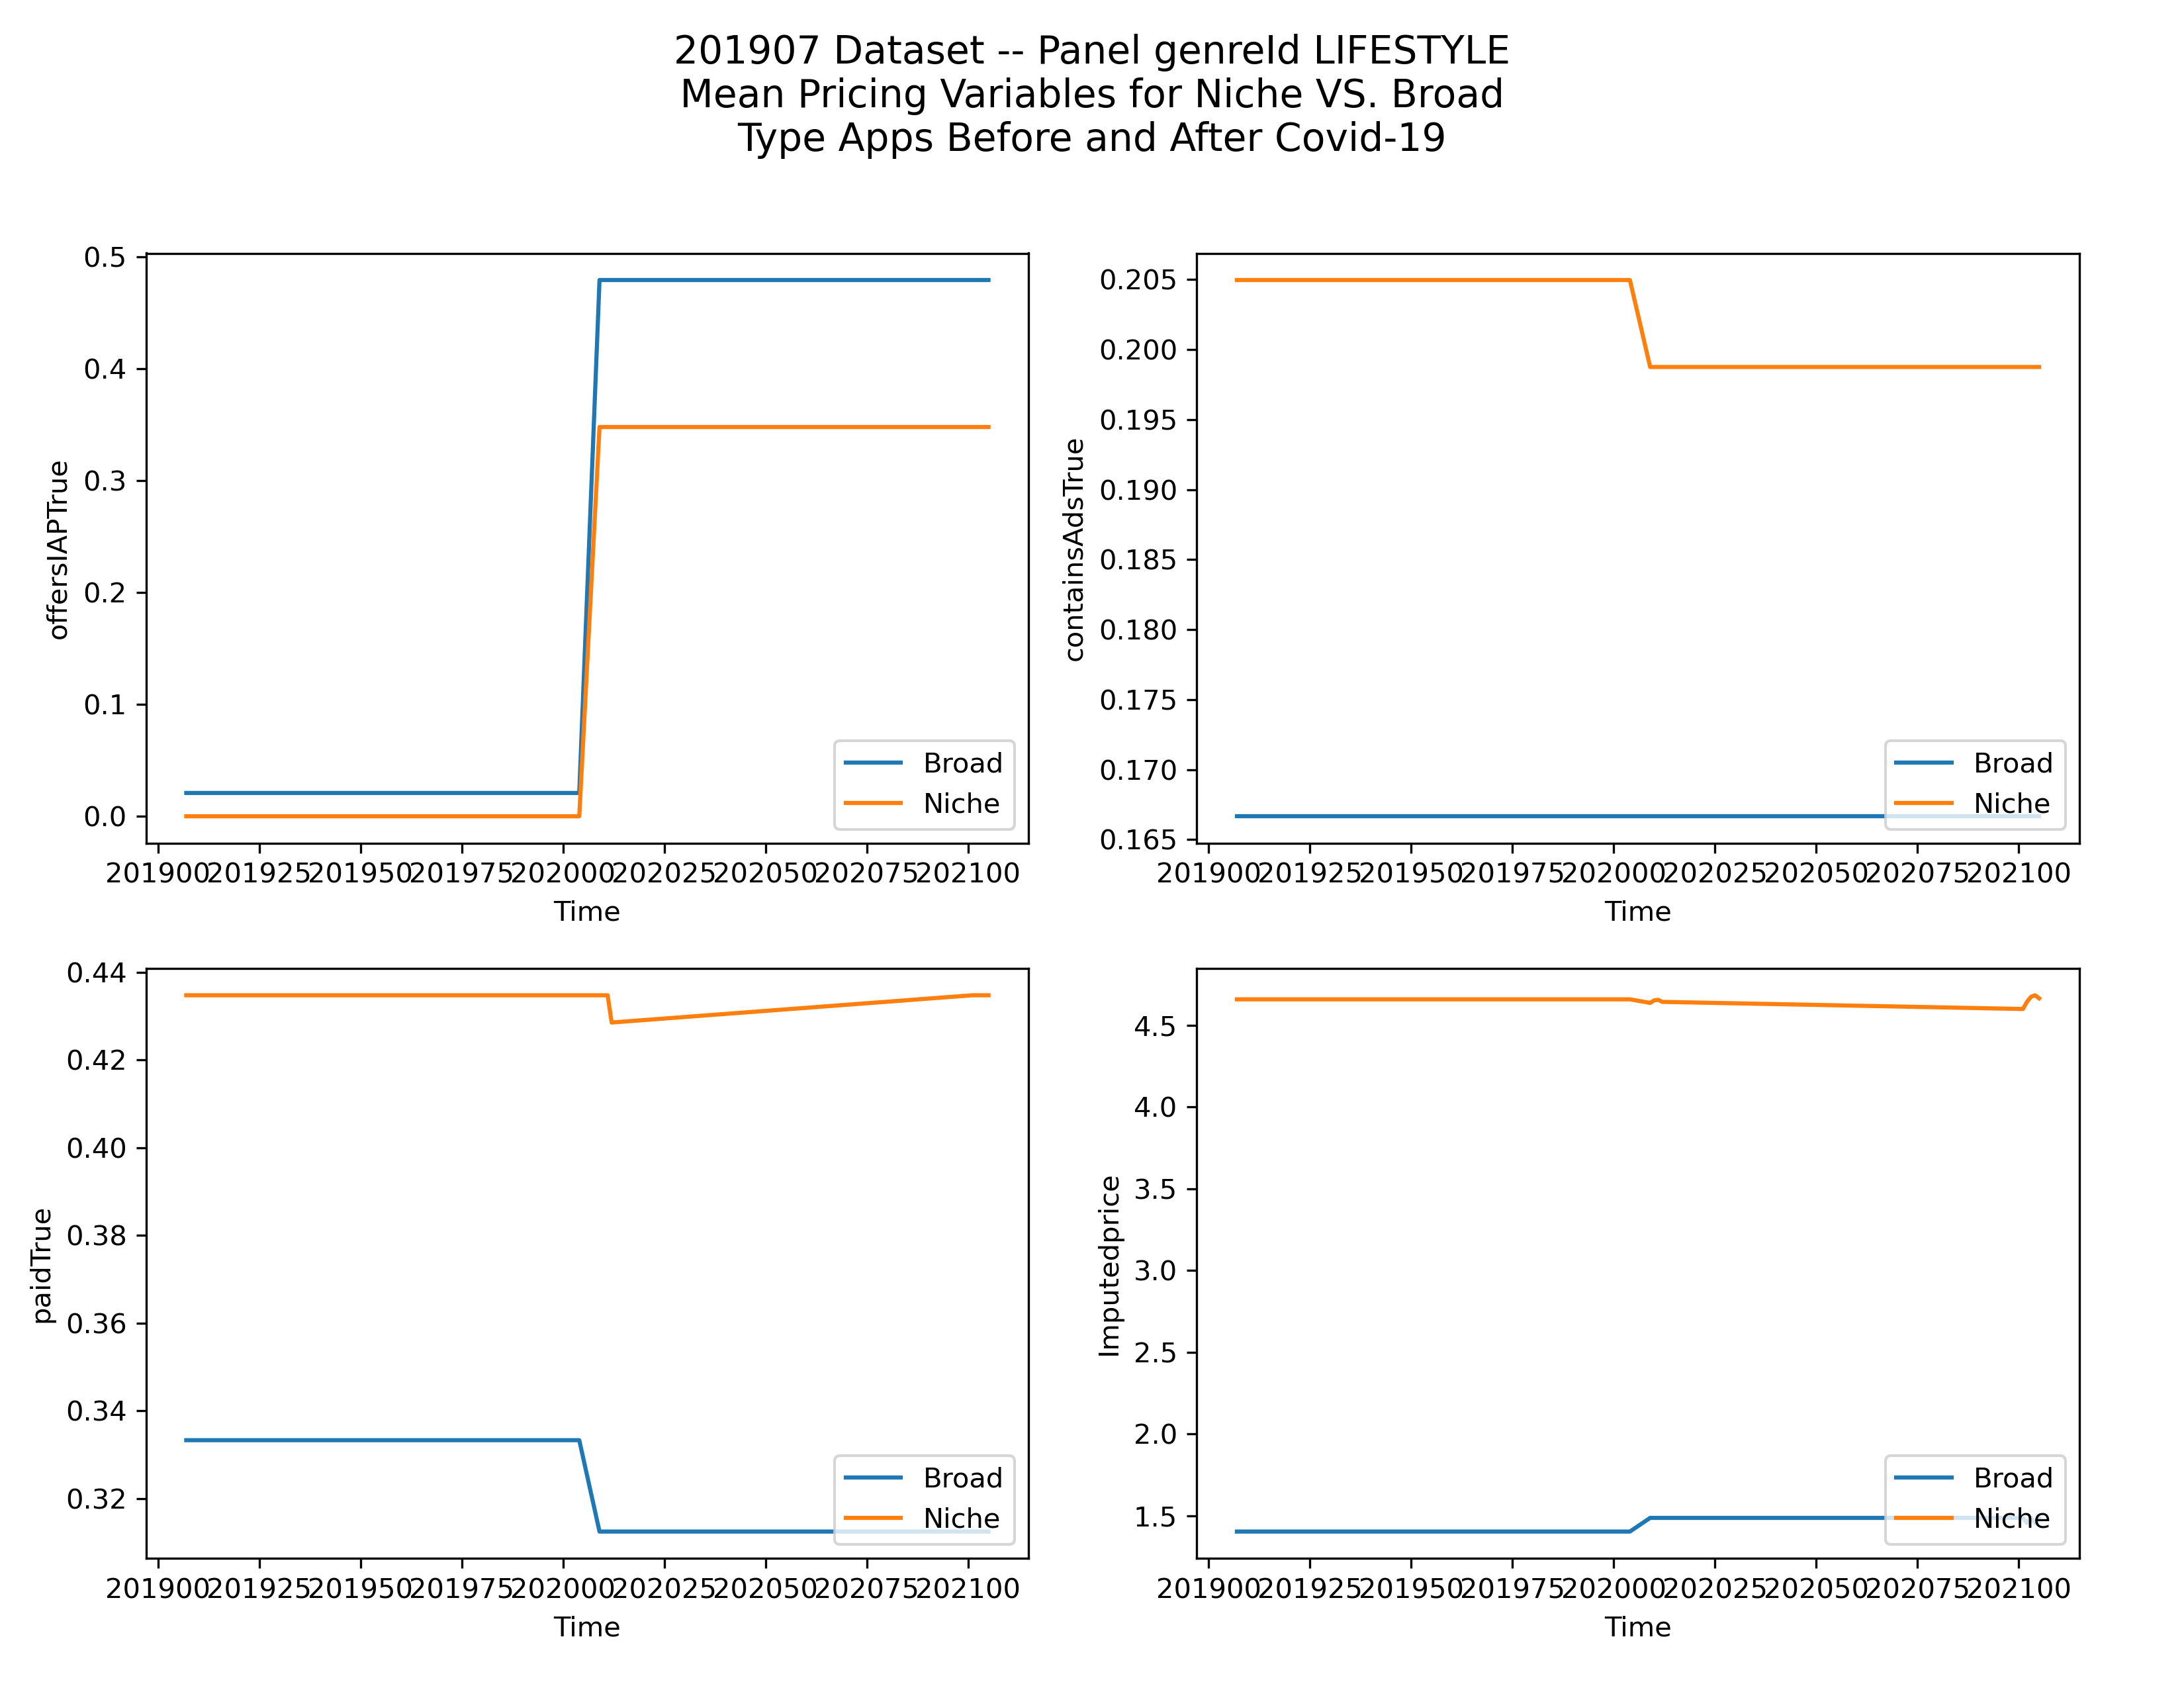 201907 Dataset -- Panel genreId LIFESTYLE
Mean Pricing Variables for Niche VS. Broad
Type Apps Before and After Covid-19
0.5
0.4
0.3
0.2
0.1
0.0
offersIAPTrue
Broad
Niche
201900 201925 201950 201975 202000 202025 202050 202075 202100
Time
0.205
0.200
0.195
0.190
0.185
0.180
0.175
0.170
0.165
containsAdsTrue
Broad
Niche
201900 201925 201950 201975 202000 202025 202050 202075 202100
Time
0.44
0.42
0.40
0.38
0.36
0.34
0.32
paidTrue
Broad
Niche
201900 201925 201950 201975 202000 202025 202050 202075 202100
Time
4.5
4.0
3.5
3.0
2.5
2.0
1.5
Imputedprice
Broad
Niche
201900 201925 201950 201975 202000 202025 202050 202075 202100
Time